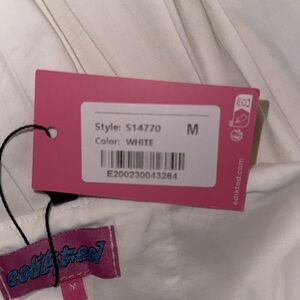 Style: S14770 M
Color: WHITE
E200230043264
edikted.com
edikted
M